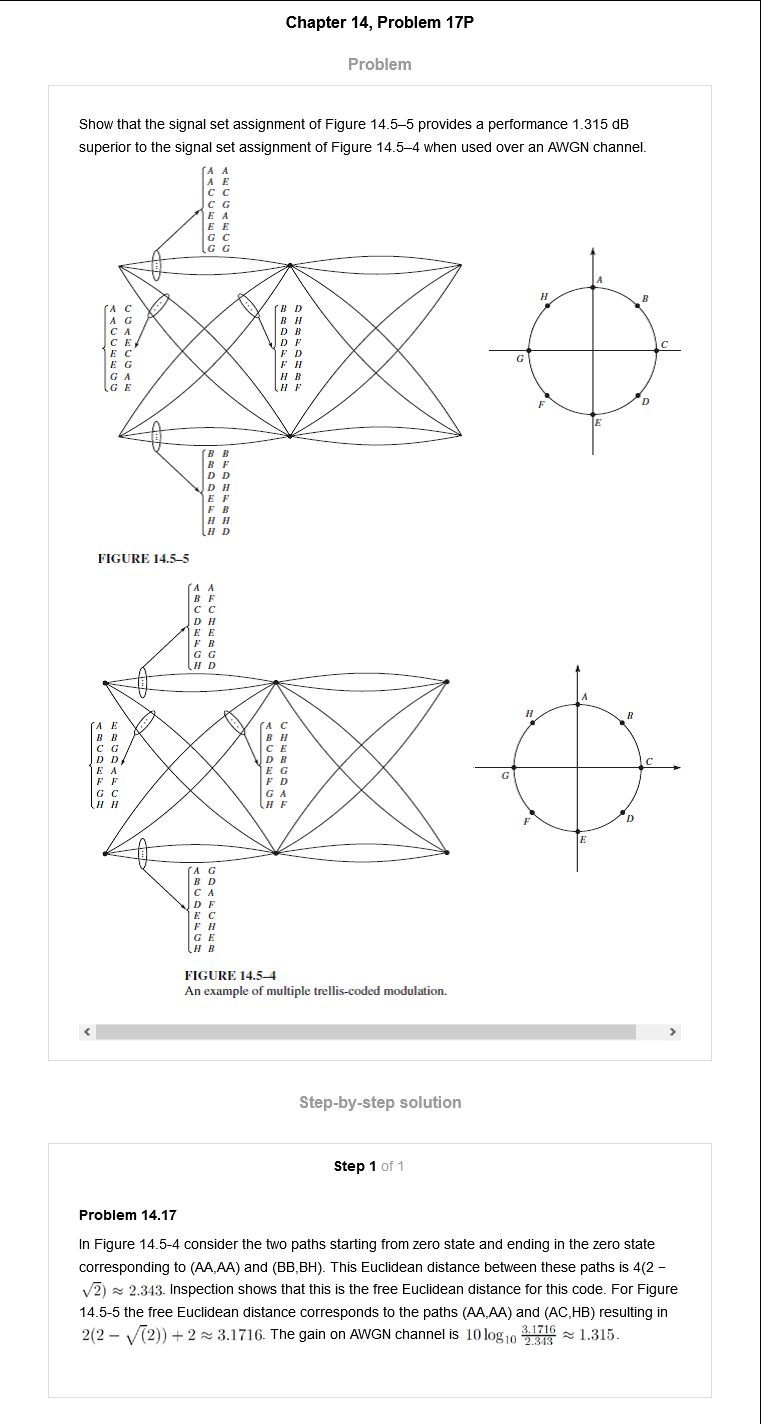 Chapter 14, Problem 17P
Problem
Show that the signal set assignment of Figure 14.5–5 provides a performance 1.315 dB
superior to the signal set assignment of Figure 14.5–4 when used over an AWGN channel.
A A
A E
C C
C G
E A
E E
G C
G G
A C
A G
C A
C E
E C
E G
G A
G E
B D
B H
D B
D F
F D
F H
H B
H F
B B
B F
D D
D H
E F
F B
H H
H D
A
B
C
D
E
F
G
H
FIGURE 14.5–5
A A
B F
C C
D H
E E
F B
G G
H D
A E
B B
C G
D D
E A
F F
G C
H H
A C
B H
C E
D B
E G
F D
G A
H F
A G
B D
C A
D F
E C
F H
G E
H B
A
B
C
D
E
F
G
H
FIGURE 14.5–4
An example of multiple trellis-coded modulation.
Step-by-step solution
Step 1 of 1
Problem 14.17
In Figure 14.5-4 consider the two paths starting from zero state and ending in the zero state
corresponding to (AA,AA) and (BB,BH). This Euclidean distance between these paths is 4(2 −
√2) ≈ 2.343. Inspection shows that this is the free Euclidean distance for this code. For Figure
14.5-5 the free Euclidean distance corresponds to the paths (AA,AA) and (AC,HB) resulting in
2(2 − √(2)) + 2 ≈ 3.1716. The gain on AWGN channel is 10 log₁₀ 3.1716/2.343 ≈ 1.315.